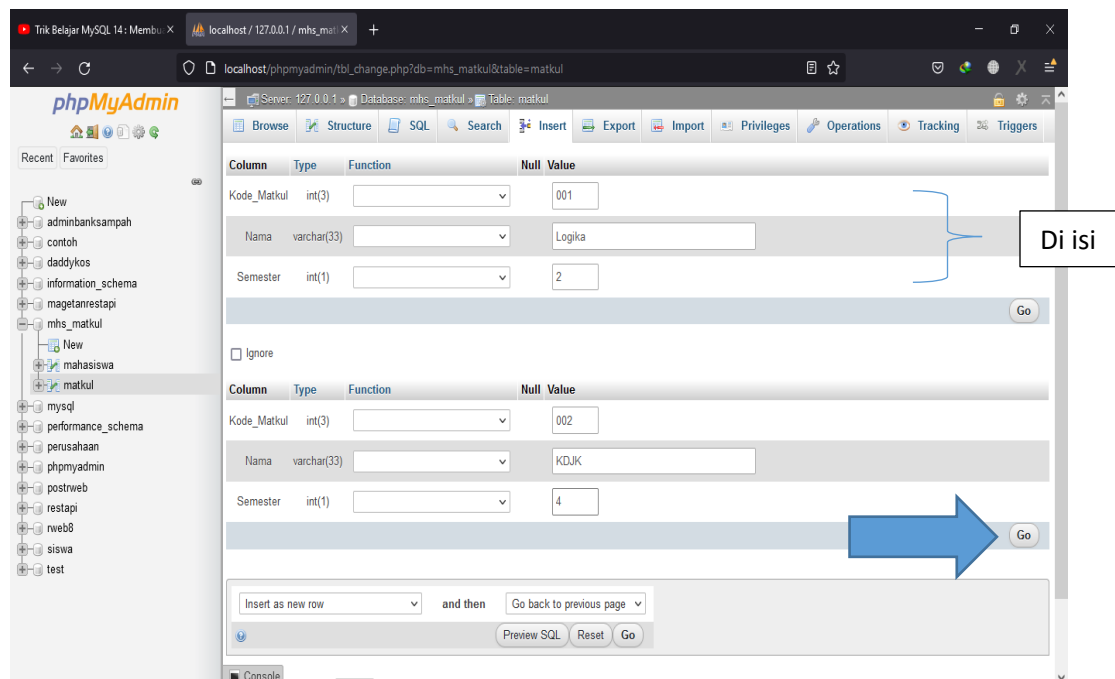 Trik Belajar MySQL 14 : Membu
localhost / 127.0.0.1 / mhs_mat
localhost/phpmyadmin/tbl_change.php?db=mhs_matkul&table=matkul
phpMyAdmin
Recent Favorites
New
adminbanksampah
contoh
daddykos
information_schema
magetanrestapi
mhs_matkul
New
mahasiswa
matkul
mysql
performance_schema
perusahaan
phpmyadmin
postrweb
restapi
rweb8
siswa
test
Server: 127.0.0.1 » Database: mhs_matkul » Table: matkul
Browse Structure SQL Search Insert Export Import Privileges Operations Tracking Triggers
Column Type Function Null Value
Kode_Matkul int(3) 001
Nama varchar(33) Logika
Semester int(1) 2
Di isi
Go
Ignore
Column Type Function Null Value
Kode_Matkul int(3) 002
Nama varchar(33) KDJK
Semester int(1) 4
Go
Insert as new row and then Go back to previous page
Preview SQL Reset Go
Console